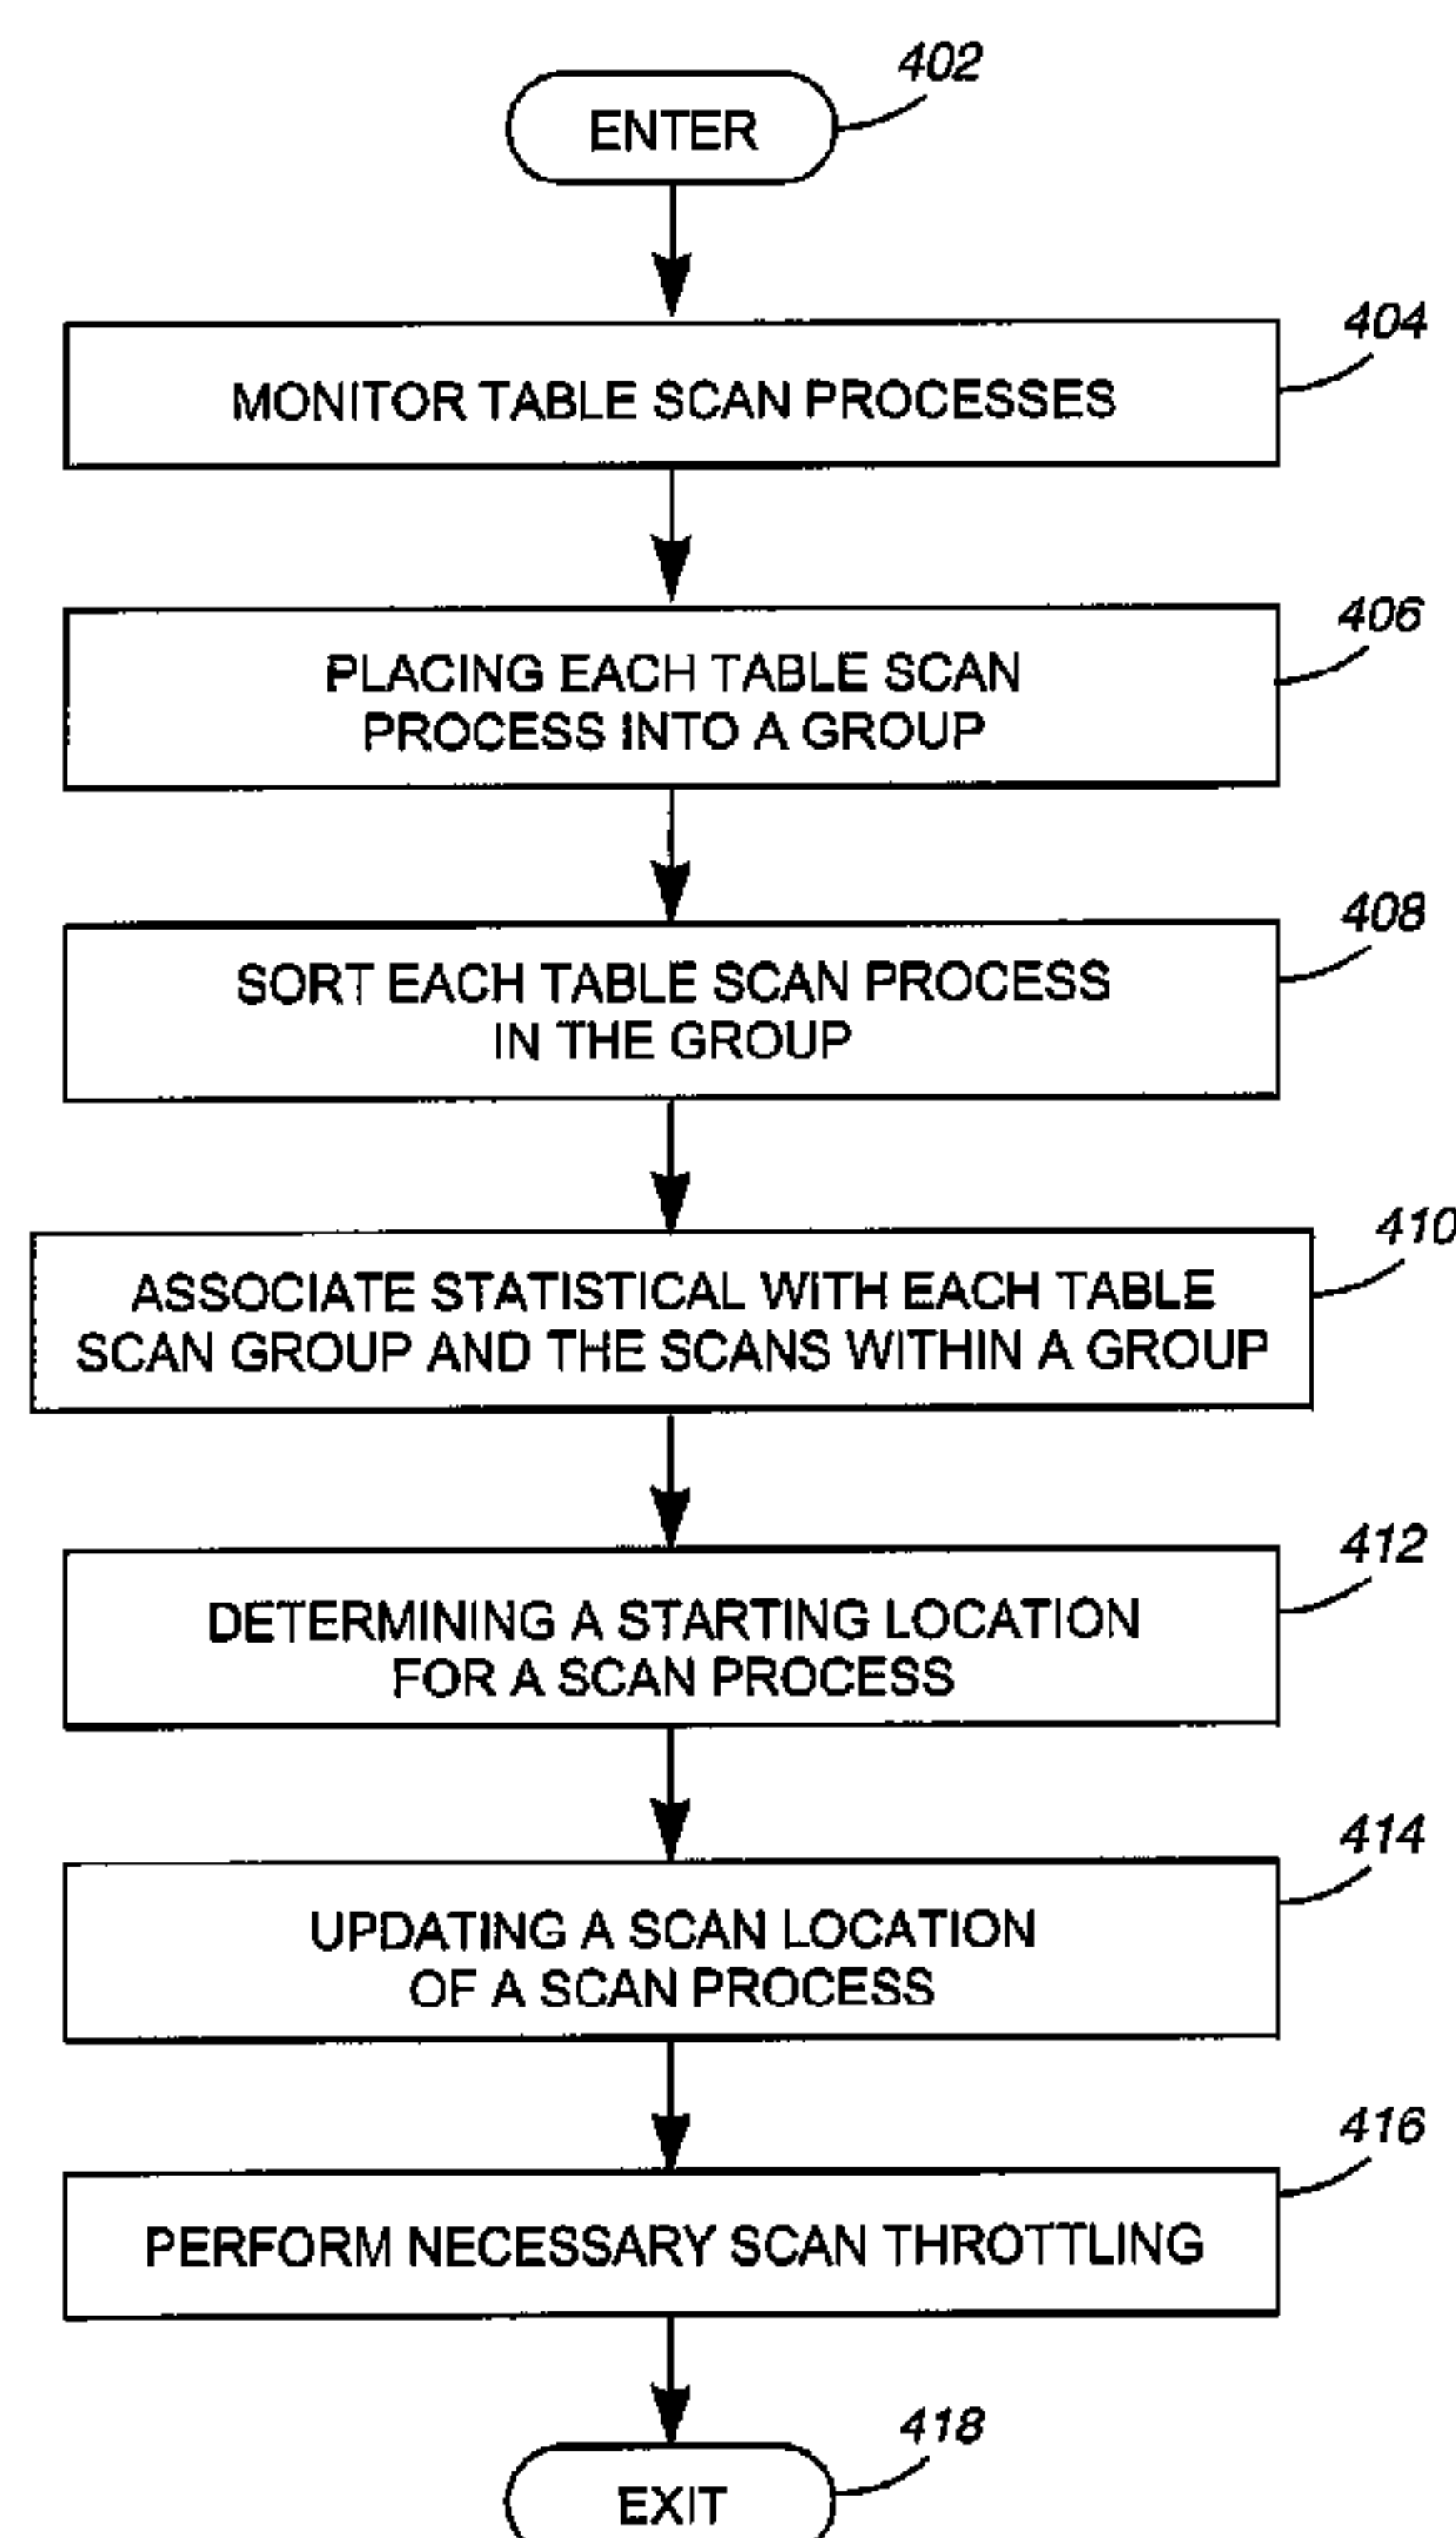 402
ENTER
404
MONITOR TABLE SCAN PROCESSES
406
PLACING EACH TABLE SCAN
PROCESS INTO A GROUP
408
SORT EACH TABLE SCAN PROCESS
IN THE GROUP
410
ASSOCIATE STATISTICAL WITH EACH TABLE
SCAN GROUP AND THE SCANS WITHIN A GROUP
412
DETERMINING A STARTING LOCATION
FOR A SCAN PROCESS
414
UPDATING A SCAN LOCATION
OF A SCAN PROCESS
416
PERFORM NECESSARY SCAN THROTTLING
418
EXIT